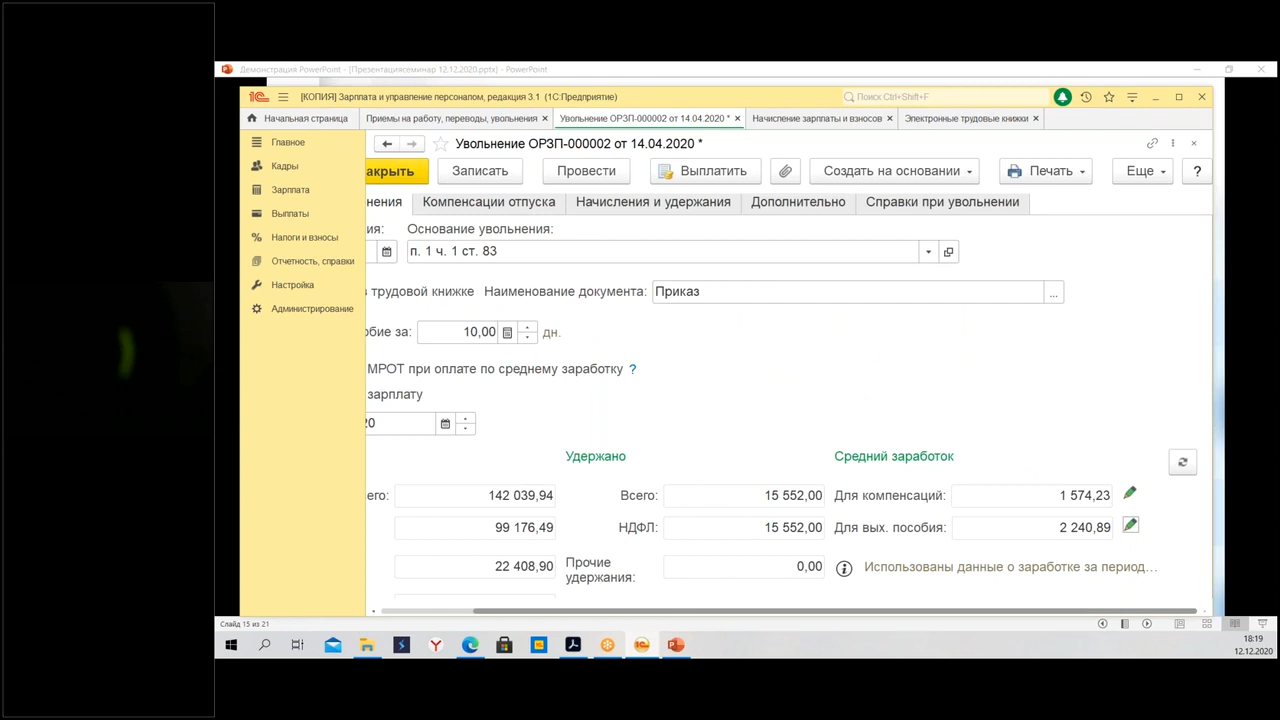 Демонстрация PowerPoint - [Презентациясеминар 12.12.2020.pptx] - PowerPoint
1С [КОПИЯ] Зарплата и управление персоналом, редакция 3.1 (1С:Предприятие) Поиск Ctrl+Shift+F
Начальная страница Приемы на работу, переводы, увольнения × Увольнение ОРЗП-000002 от 14.04.2020 * × Начисление зарплаты и взносов × Электронные трудовые книжки ×
Главное
Кадры
Зарплата
Выплаты
Налоги и взносы
Отчетность, справки
Настройка
Администрирование
Увольнение ОРЗП-000002 от 14.04.2020 *
акрыть Записать Провести Выплатить Создать на основании Печать Еще ?
нения Компенсации отпуска Начисления и удержания Дополнительно Справки при увольнении
ия: Основание увольнения:
п. 1 ч. 1 ст. 83
в трудовой книжке Наименование документа: Приказ ...
обие за: 10,00 дн.
МРОТ при оплате по среднему заработку ?
зарплату
20
Удержано Средний заработок
его: 142 039,94 Всего: 15 552,00 Для компенсаций: 1 574,23
99 176,49 НДФЛ: 15 552,00 Для вых. пособия: 2 240,89
22 408,90 Прочие удержания: 0,00 Использованы данные о заработке за период...
Слайд 15 из 21
18:19
12.12.2020